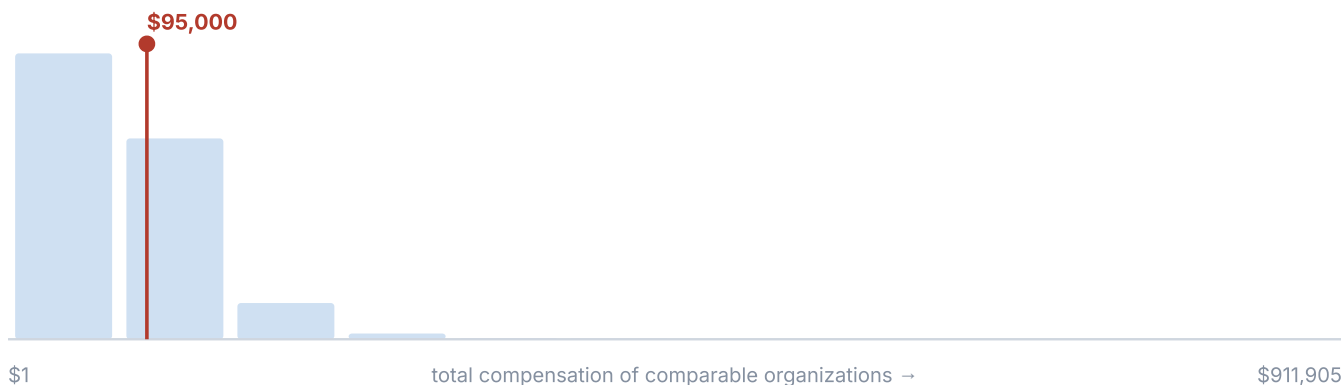 $95,000
$1 total compensation of comparable organizations → $911,905